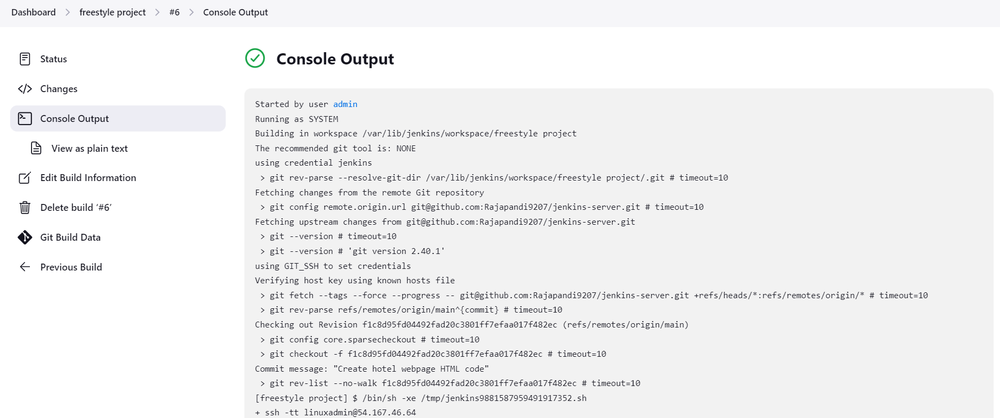 Dashboard > freestyle project > #6 > Console Output
Status
Changes
Console Output
View as plain text
Edit Build Information
Delete build ‘#6’
Git Build Data
Previous Build
Console Output
Started by user admin
Running as SYSTEM
Building in workspace /var/lib/jenkins/workspace/freestyle project
The recommended git tool is: NONE
using credential jenkins
 > git rev-parse --resolve-git-dir /var/lib/jenkins/workspace/freestyle project/.git # timeout=10
Fetching changes from the remote Git repository
 > git config remote.origin.url git@github.com:Rajapandi9207/jenkins-server.git # timeout=10
Fetching upstream changes from git@github.com:Rajapandi9207/jenkins-server.git
 > git --version # timeout=10
 > git --version # 'git version 2.40.1'
using GIT_SSH to set credentials
Verifying host key using known hosts file
 > git fetch --tags --force --progress -- git@github.com:Rajapandi9207/jenkins-server.git +refs/heads/*:refs/remotes/origin/* # timeout=10
 > git rev-parse refs/remotes/origin/main^{commit} # timeout=10
Checking out Revision f1c8d95fd04492fad20c3801ff7efaa017f482ec (refs/remotes/origin/main)
 > git config core.sparsecheckout # timeout=10
 > git checkout -f f1c8d95fd04492fad20c3801ff7efaa017f482ec # timeout=10
Commit message: "Create hotel webpage HTML code"
 > git rev-list --no-walk f1c8d95fd04492fad20c3801ff7efaa017f482ec # timeout=10
[freestyle project] $ /bin/sh -xe /tmp/jenkins9881587959491917352.sh
+ ssh -tt linuxadmin@54.167.46.64